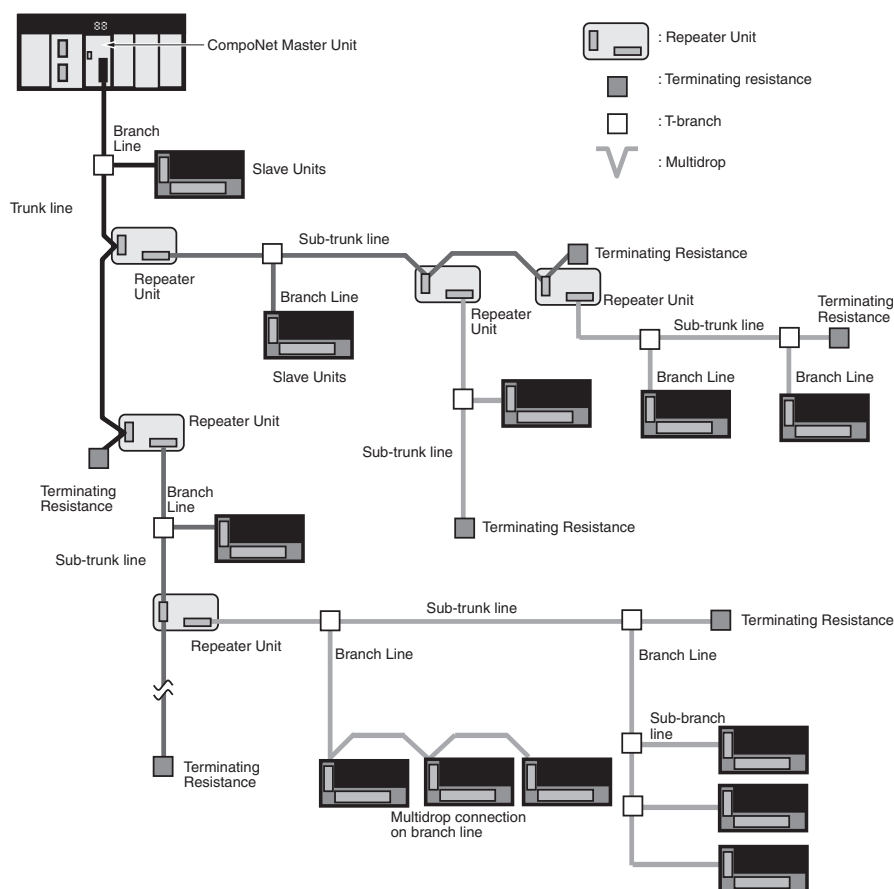 88
CompoNet Master Unit
: Repeater Unit
: Terminating resistance
: T-branch
: Multidrop
Branch
Line
Slave Units
Trunk line
Sub-trunk line
Terminating Resistance
Repeater
Unit
Branch Line
Repeater
Unit
Repeater Unit
Terminating
Resistance
Sub-trunk line
Slave Units
Branch Line
Branch Line
Repeater Unit
Sub-trunk line
Terminating
Resistance
Branch
Line
Terminating Resistance
Sub-trunk line
Sub-trunk line
Terminating Resistance
Repeater Unit
Branch Line
Branch Line
Sub-branch
line
Terminating
Resistance
Multidrop connection
on branch line